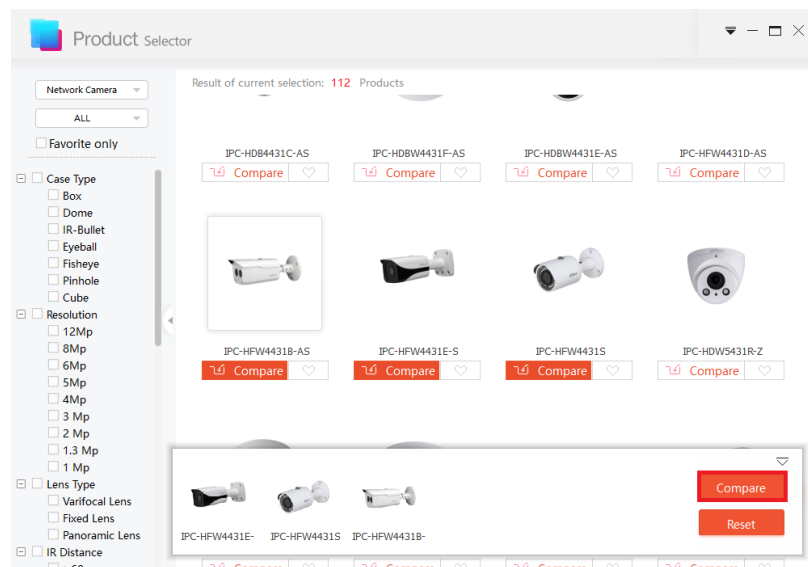 Product Selector
Network Camera
ALL
Favorite only
Case Type
Box
Dome
IR-Bullet
Eyeball
Fisheye
Pinhole
Cube
Resolution
12Mp
8Mp
6Mp
5Mp
4Mp
3 Mp
2 Mp
1.3 Mp
1 Mp
Lens Type
Varifocal Lens
Fixed Lens
Panoramic Lens
IR Distance
Result of current selection: 112 Products
IPC-HDB4431C-AS IPC-HDBW4431F-AS IPC-HDBW4431E-AS IPC-HFW4431D-AS
Compare Compare Compare Compare
IPC-HFW4431B-AS IPC-HFW4431E-S IPC-HFW4431S IPC-HDW5431R-Z
Compare Compare Compare Compare
Compare
Reset
IPC-HFW4431E- IPC-HFW4431S IPC-HFW4431B-